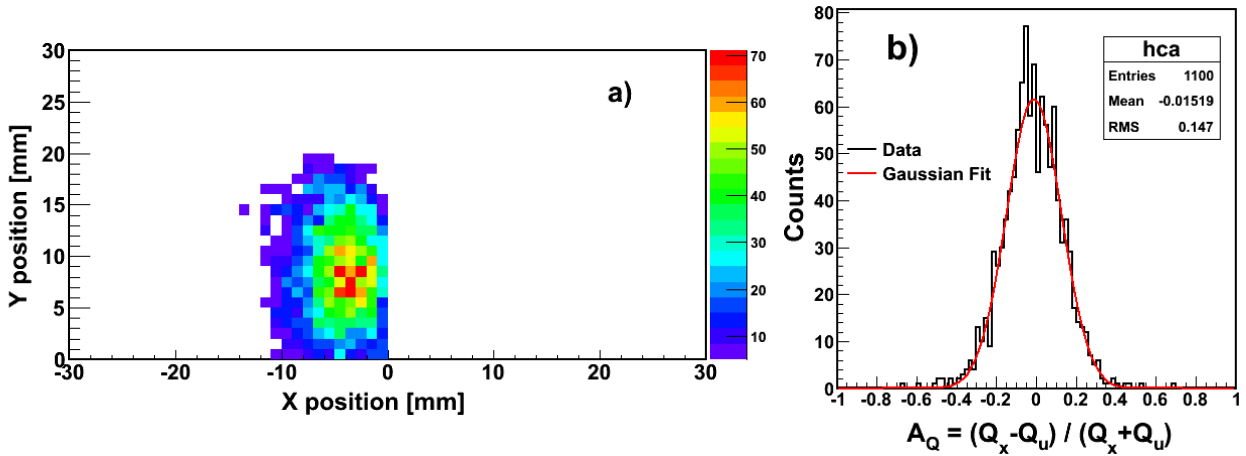 a)
Y position [mm]
30
25
20
15
10
5
0
-30 -20 -10 0 10 20 30
X position [mm]
70
60
50
40
30
20
10
b)
hca
Entries 1100
Mean -0.01519
RMS 0.147
Data
Gaussian Fit
Counts
80
70
60
50
40
30
20
10
0
-1 -0.8 -0.6 -0.4 -0.2 0 0.2 0.4 0.6 0.8 1
A_Q = (Q_x-Q_u) / (Q_x+Q_u)